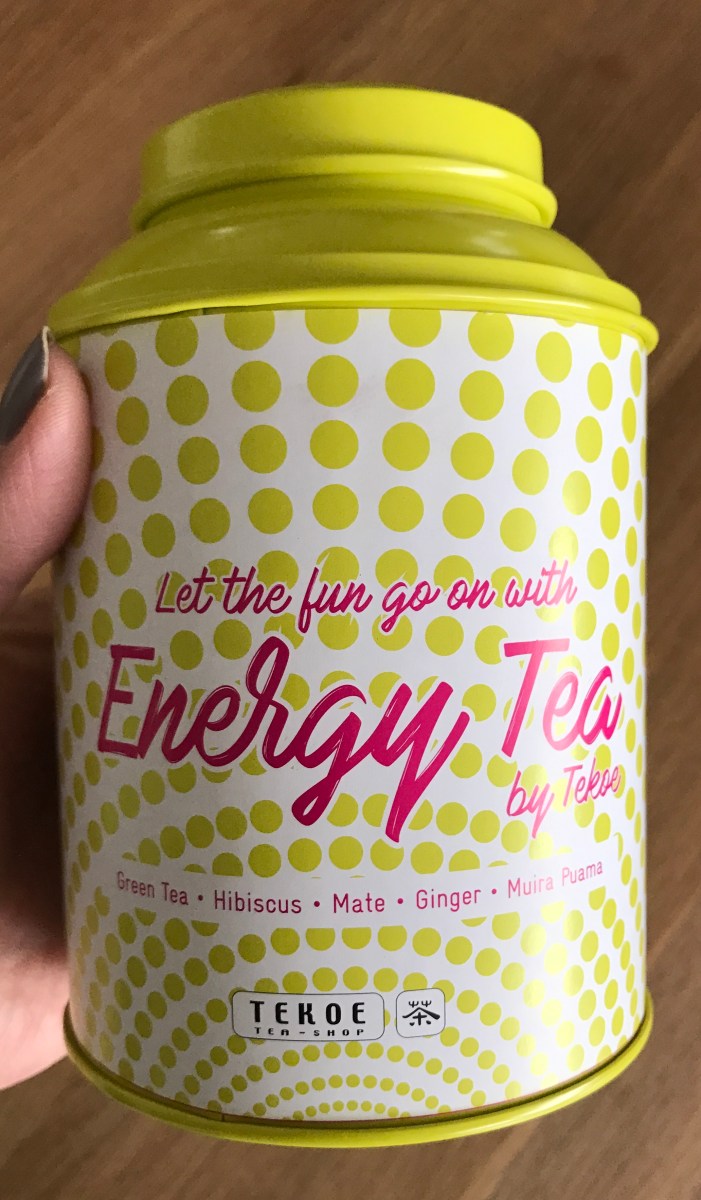 Let the fun go on with
Energy Tea
by Tekoe
Green Tea • Hibiscus • Mate • Ginger • Muira Puama
TEKOE 茶
TEA-SHOP